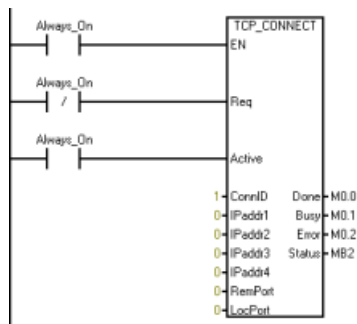 Always_On
TCP_CONNECT
EN
Always_On
/
Req
Always_On
Active
1 ConnID Done M0.0
0 IPaddr1 Busy M0.1
0 IPaddr2 Error M0.2
0 IPaddr3 Status MB2
0 IPaddr4
0 RemPort
0 LocPort